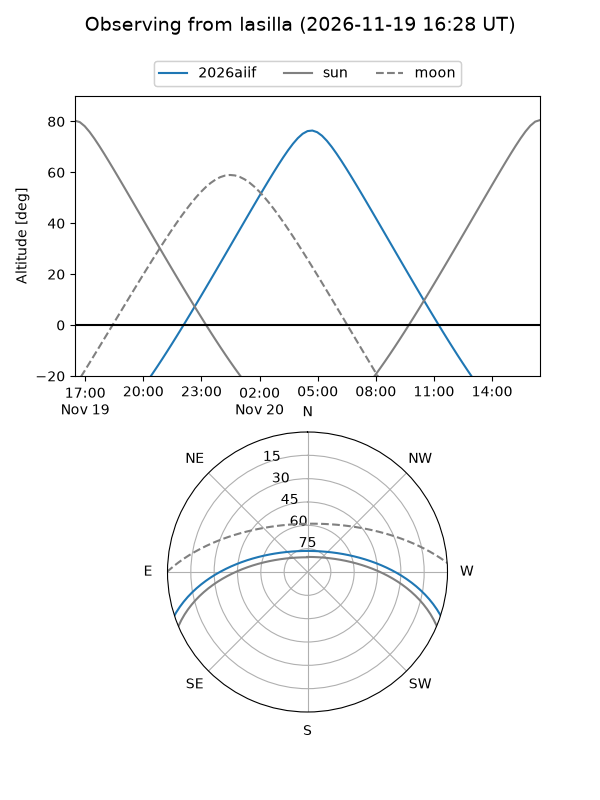 Observing from lasilla (2026-11-19 16:28 UT)
2026aiif sun moon
Altitude [deg]
80
60
40
20
0
−20
17:00 20:00 23:00 02:00 05:00 08:00 11:00 14:00
Nov 19 Nov 20
N
NE NW
15
30
45
60
75
E W
SE SW
S